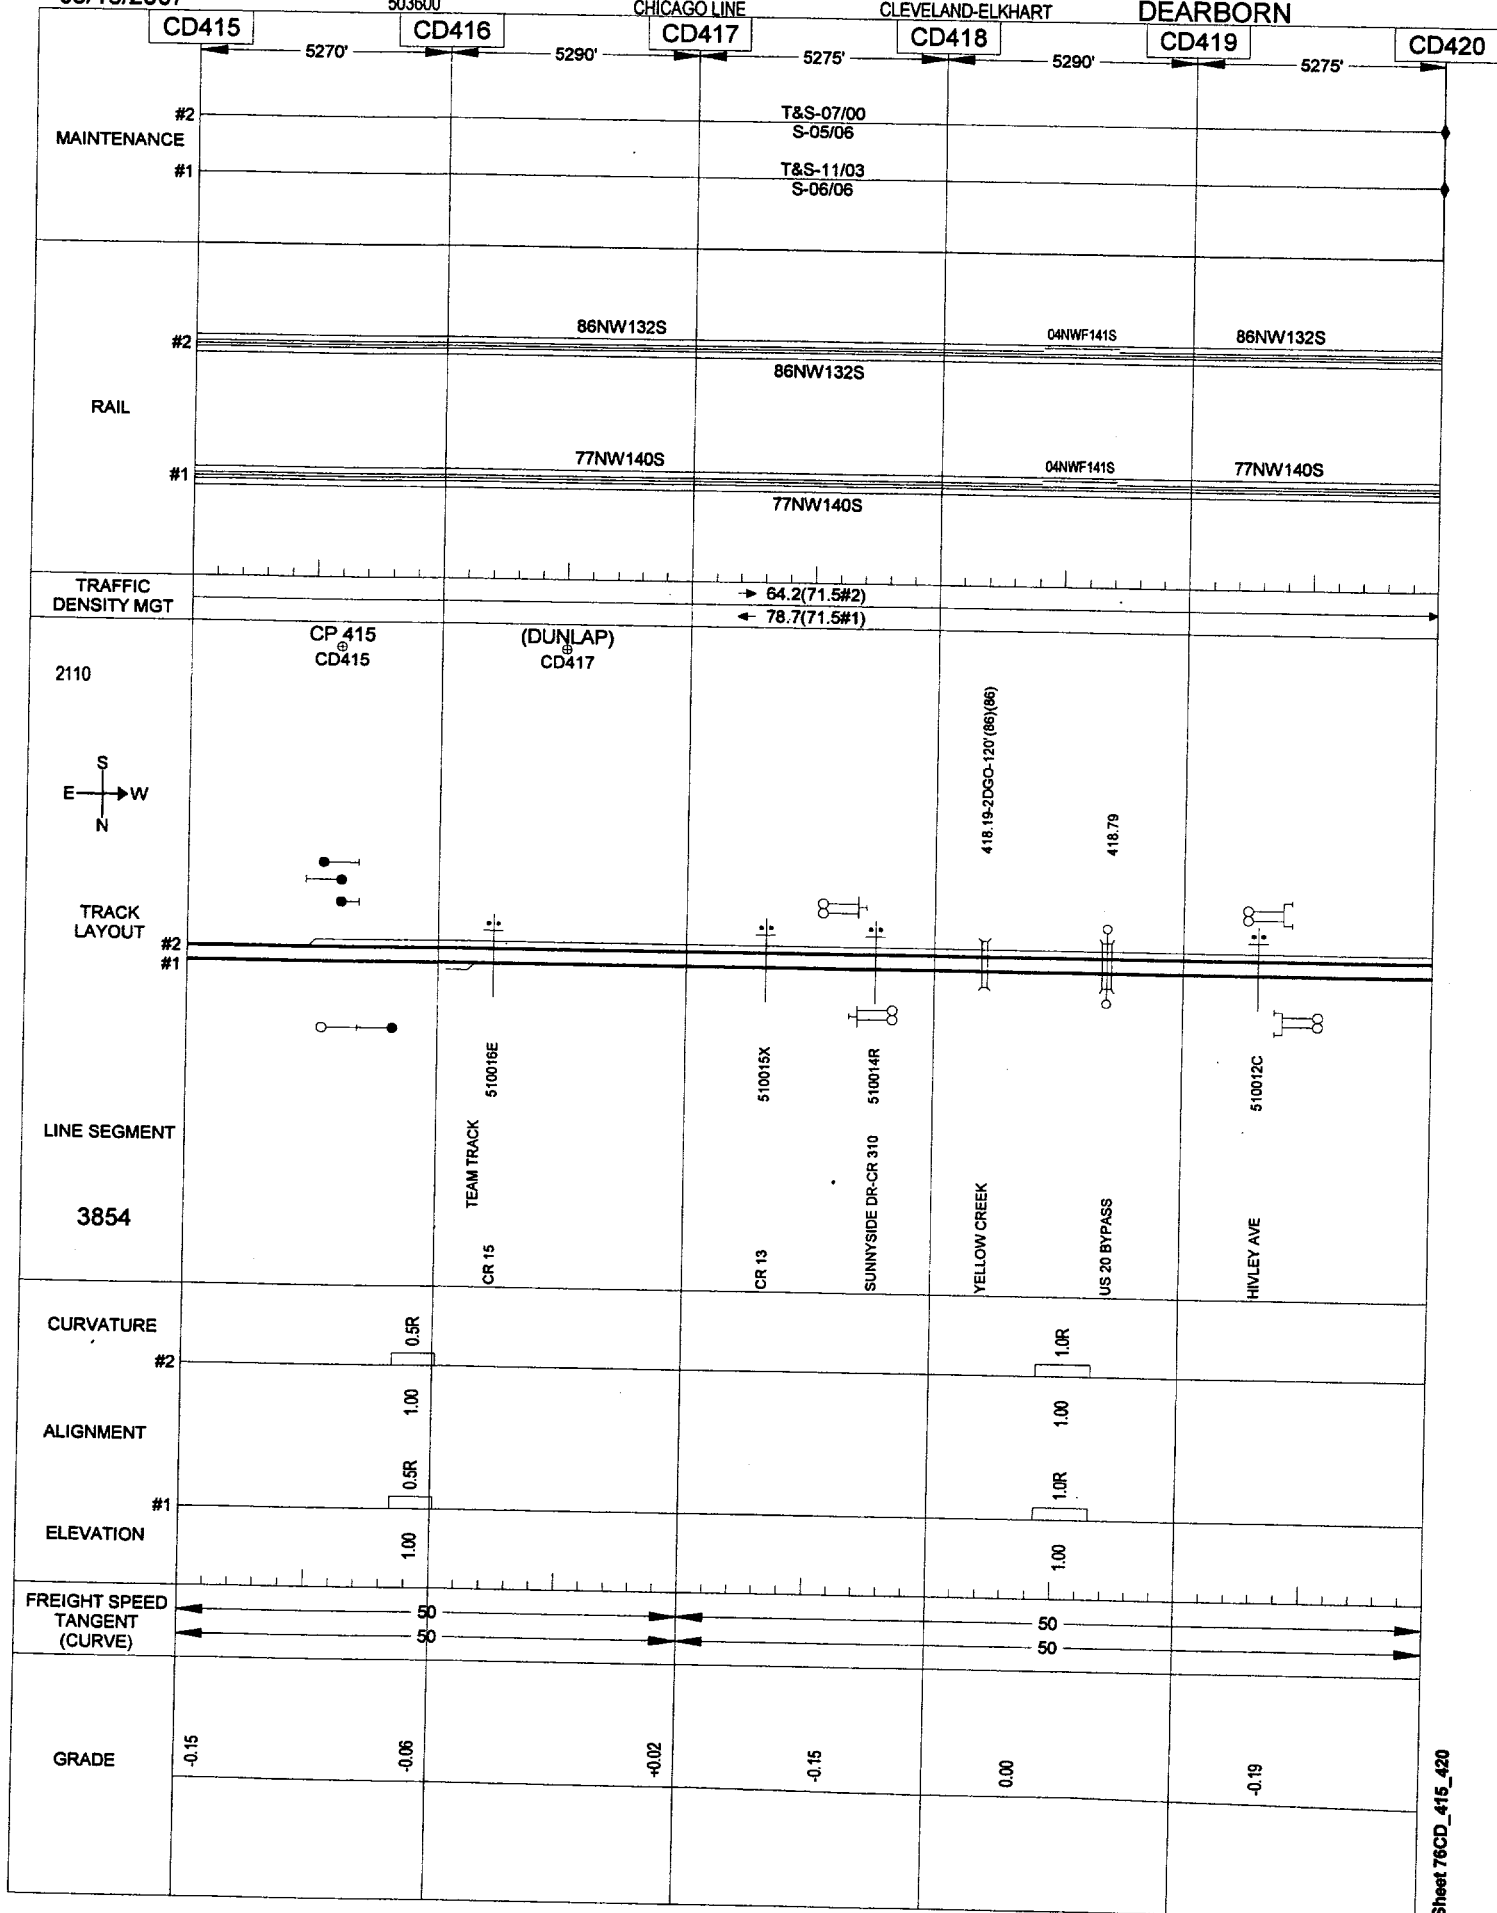 503600 CHICAGO LINE CLEVELAND-ELKHART DEARBORN
CD415 CD416 CD417 CD418 CD419 CD420
5270' 5290' 5275' 5290' 5275'
MAINTENANCE
#2 T&S-07/00
S-05/06
#1 T&S-11/03
S-06/06
RAIL
#2 86NW132S 04NWF141S 86NW132S
86NW132S
#1 77NW140S 04NWF141S 77NW140S
77NW140S
TRAFFIC
DENSITY MGT
64.2(71.5#2)
78.7(71.5#1)
2110
CP 415
CD415
(DUNLAP)
CD417
S
E W
N
418.19-2DGO-120'(86)(86)
418.79
TRACK
LAYOUT
#2
#1
510016E
510015X
510014R
510012C
LINE SEGMENT
3854
TEAM TRACK
CR 15
CR 13
SUNNYSIDE DR-CR 310
YELLOW CREEK
US 20 BYPASS
HIVLEY AVE
CURVATURE
#2 0.5R 1.0R
1.00 1.00
ALIGNMENT
#1 0.5R 1.0R
ELEVATION
1.00 1.00
FREIGHT SPEED
TANGENT
(CURVE)
50 50
50 50
GRADE
-0.15 -0.06 +0.02 -0.15 0.00 -0.19
Sheet 76CD_415_420